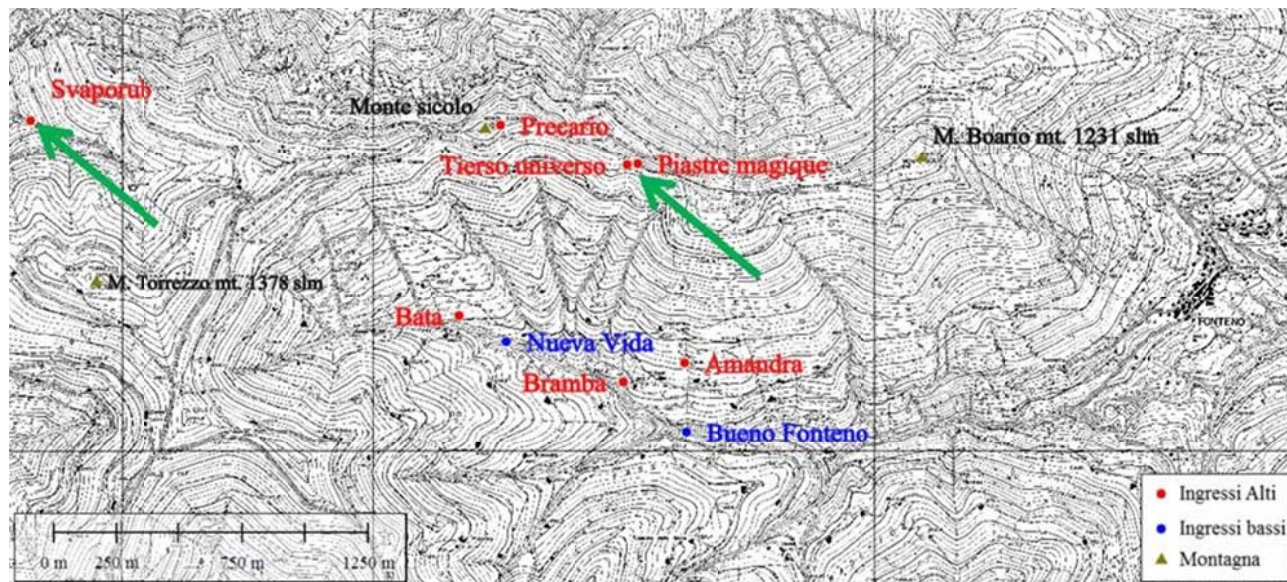 Svaporub
Monte sicolo
Precario
M. Boario mt. 1231 slm
Tierso universo
Piastre magique
M. Torrezzo mt. 1378 slm
Bata
Nueva Vida
Amandra
Bramba
Bueno Fonteno
FONTENO
Ingressi Alti
Ingressi bassi
Montagna
0 m 250 m 750 m 1250 m